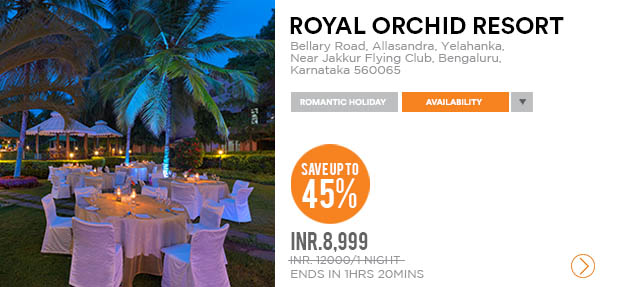 ROYAL ORCHID RESORT
Bellary Road, Allasandra, Yelahanka,
Near Jakkur Flying Club, Bengaluru,
Karnataka 560065
ROMANTIC HOLIDAY
AVAILABILITY
SAVE UP TO
45%
INR.8,999
INR. 12000/1 NIGHT
ENDS IN 1HRS 20MINS